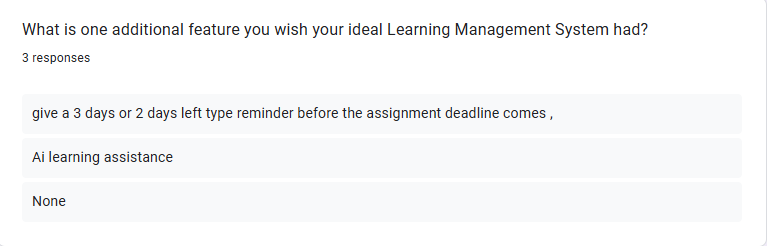 What is one additional feature you wish your ideal Learning Management System had?
3 responses
give a 3 days or 2 days left type reminder before the assignment deadline comes ,
Ai learning assistance
None